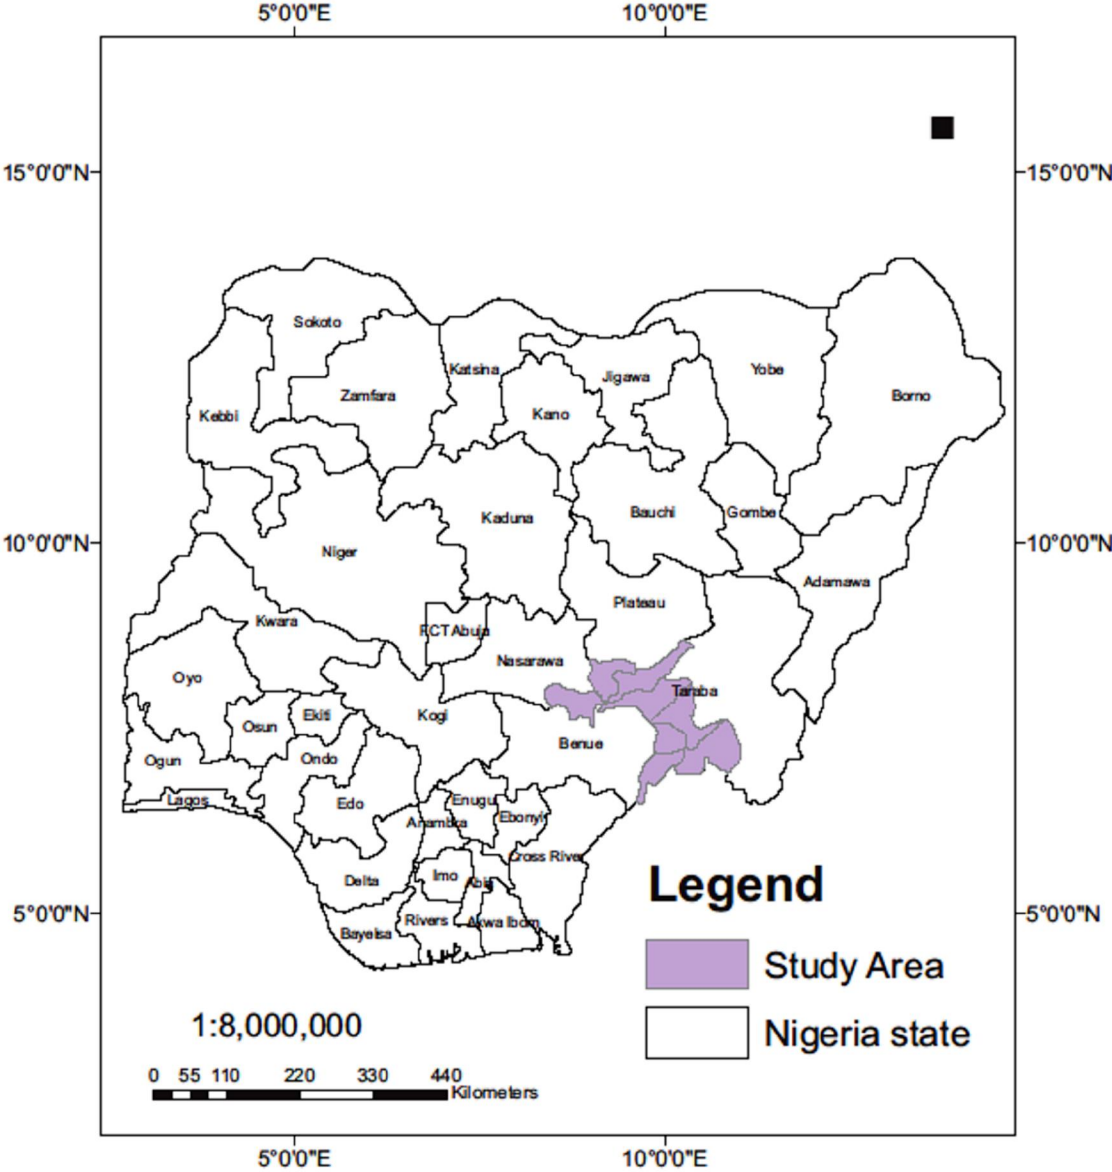 5°0'0"E 10°0'0"E
15°0'0"N 15°0'0"N
Sokoto
Katsina
Yobe
Jigawa
Zamfara
Borno
Kebbi
Kano
Bauchi
Gombe
Kaduna
10°0'0"N 10°0'0"N
Niger
Adamawa
Plateau
Kwara
FCT Abuja
Nasarawa
Oyo
Taraba
Kogi
Ekiti
Osun
Benue
Ondo
Ogun
Lagos
Edo
Enugu
Ebonyi
Anambra
Cross River
Imo
Abia
Delta
5°0'0"N 5°0'0"N
Rivers
Akwa Ibom
Bayelsa
Legend
Study Area
Nigeria state
1:8,000,000
0 55 110 220 330 440
Kilometers
5°0'0"E 10°0'0"E